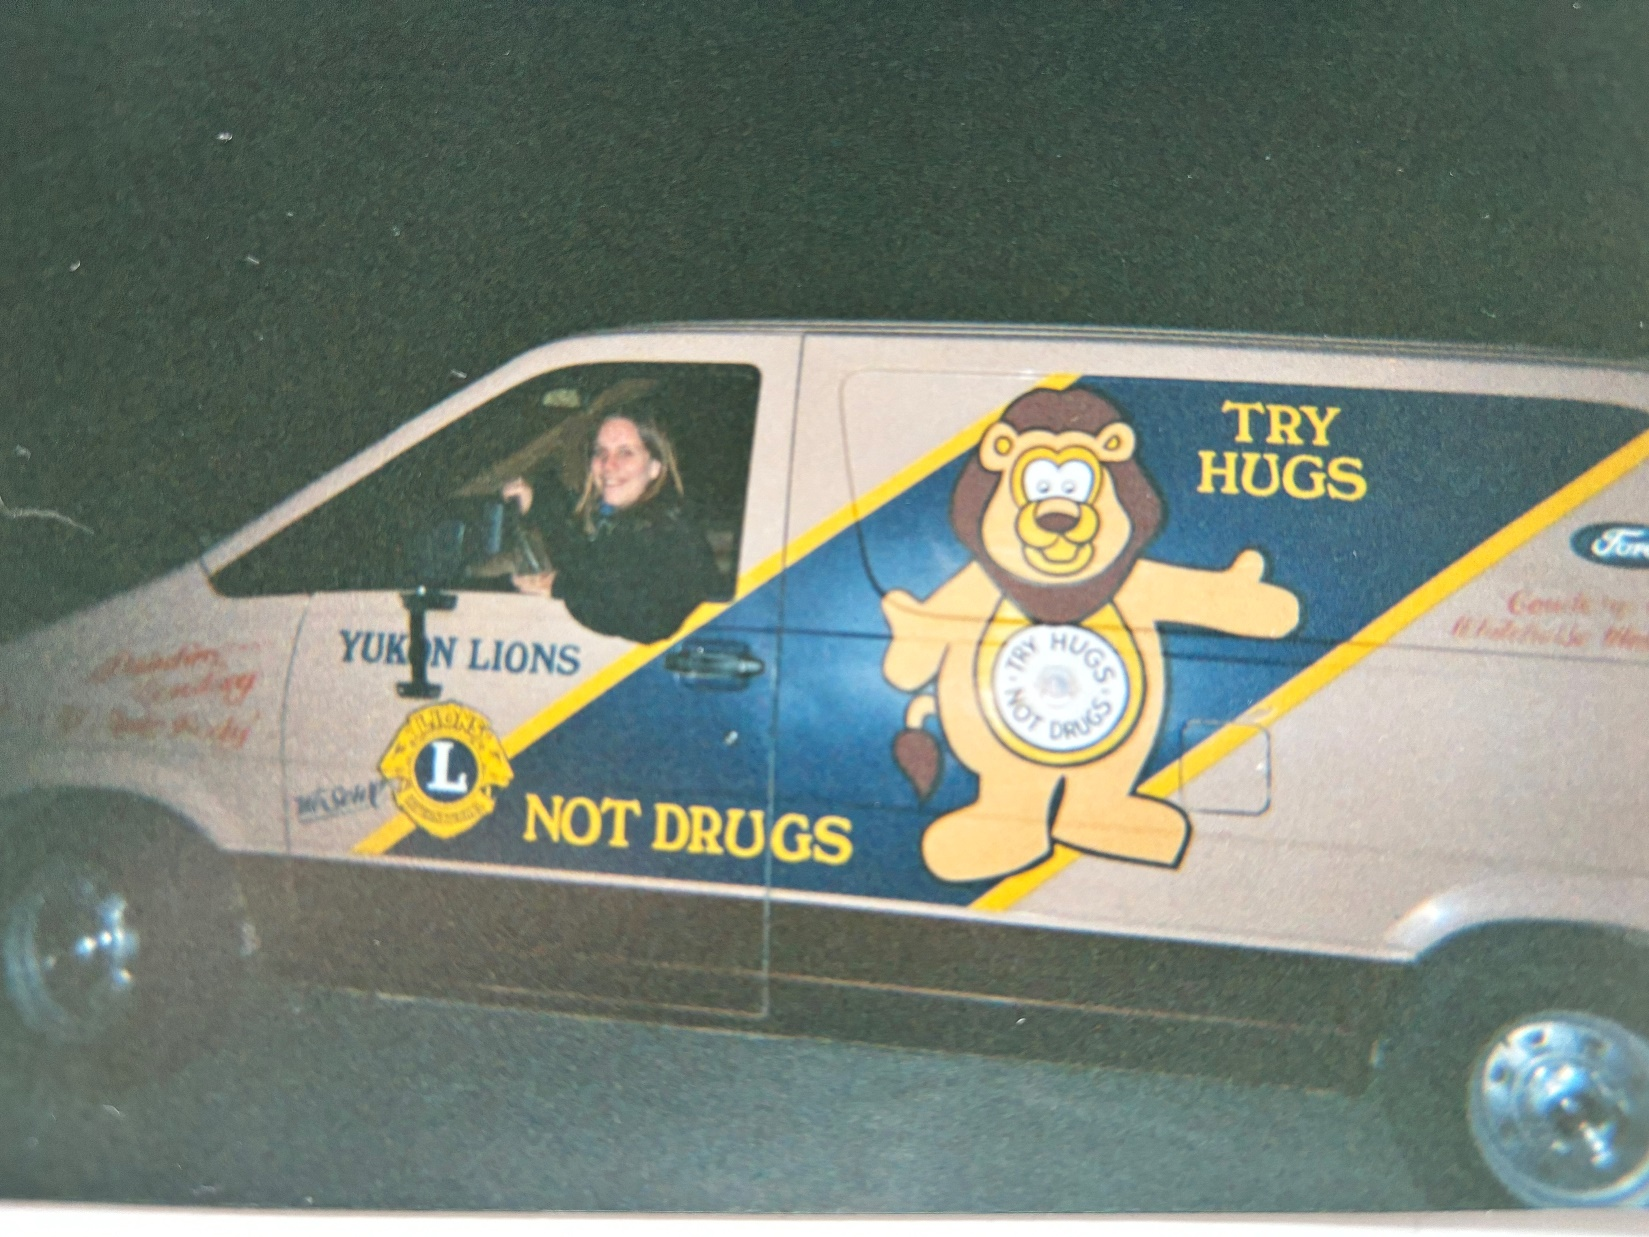 TRY
HUGS
Ford
YUKON LIONS
TRY HUGS
NOT DRUGS
LIONS
L
NOT DRUGS